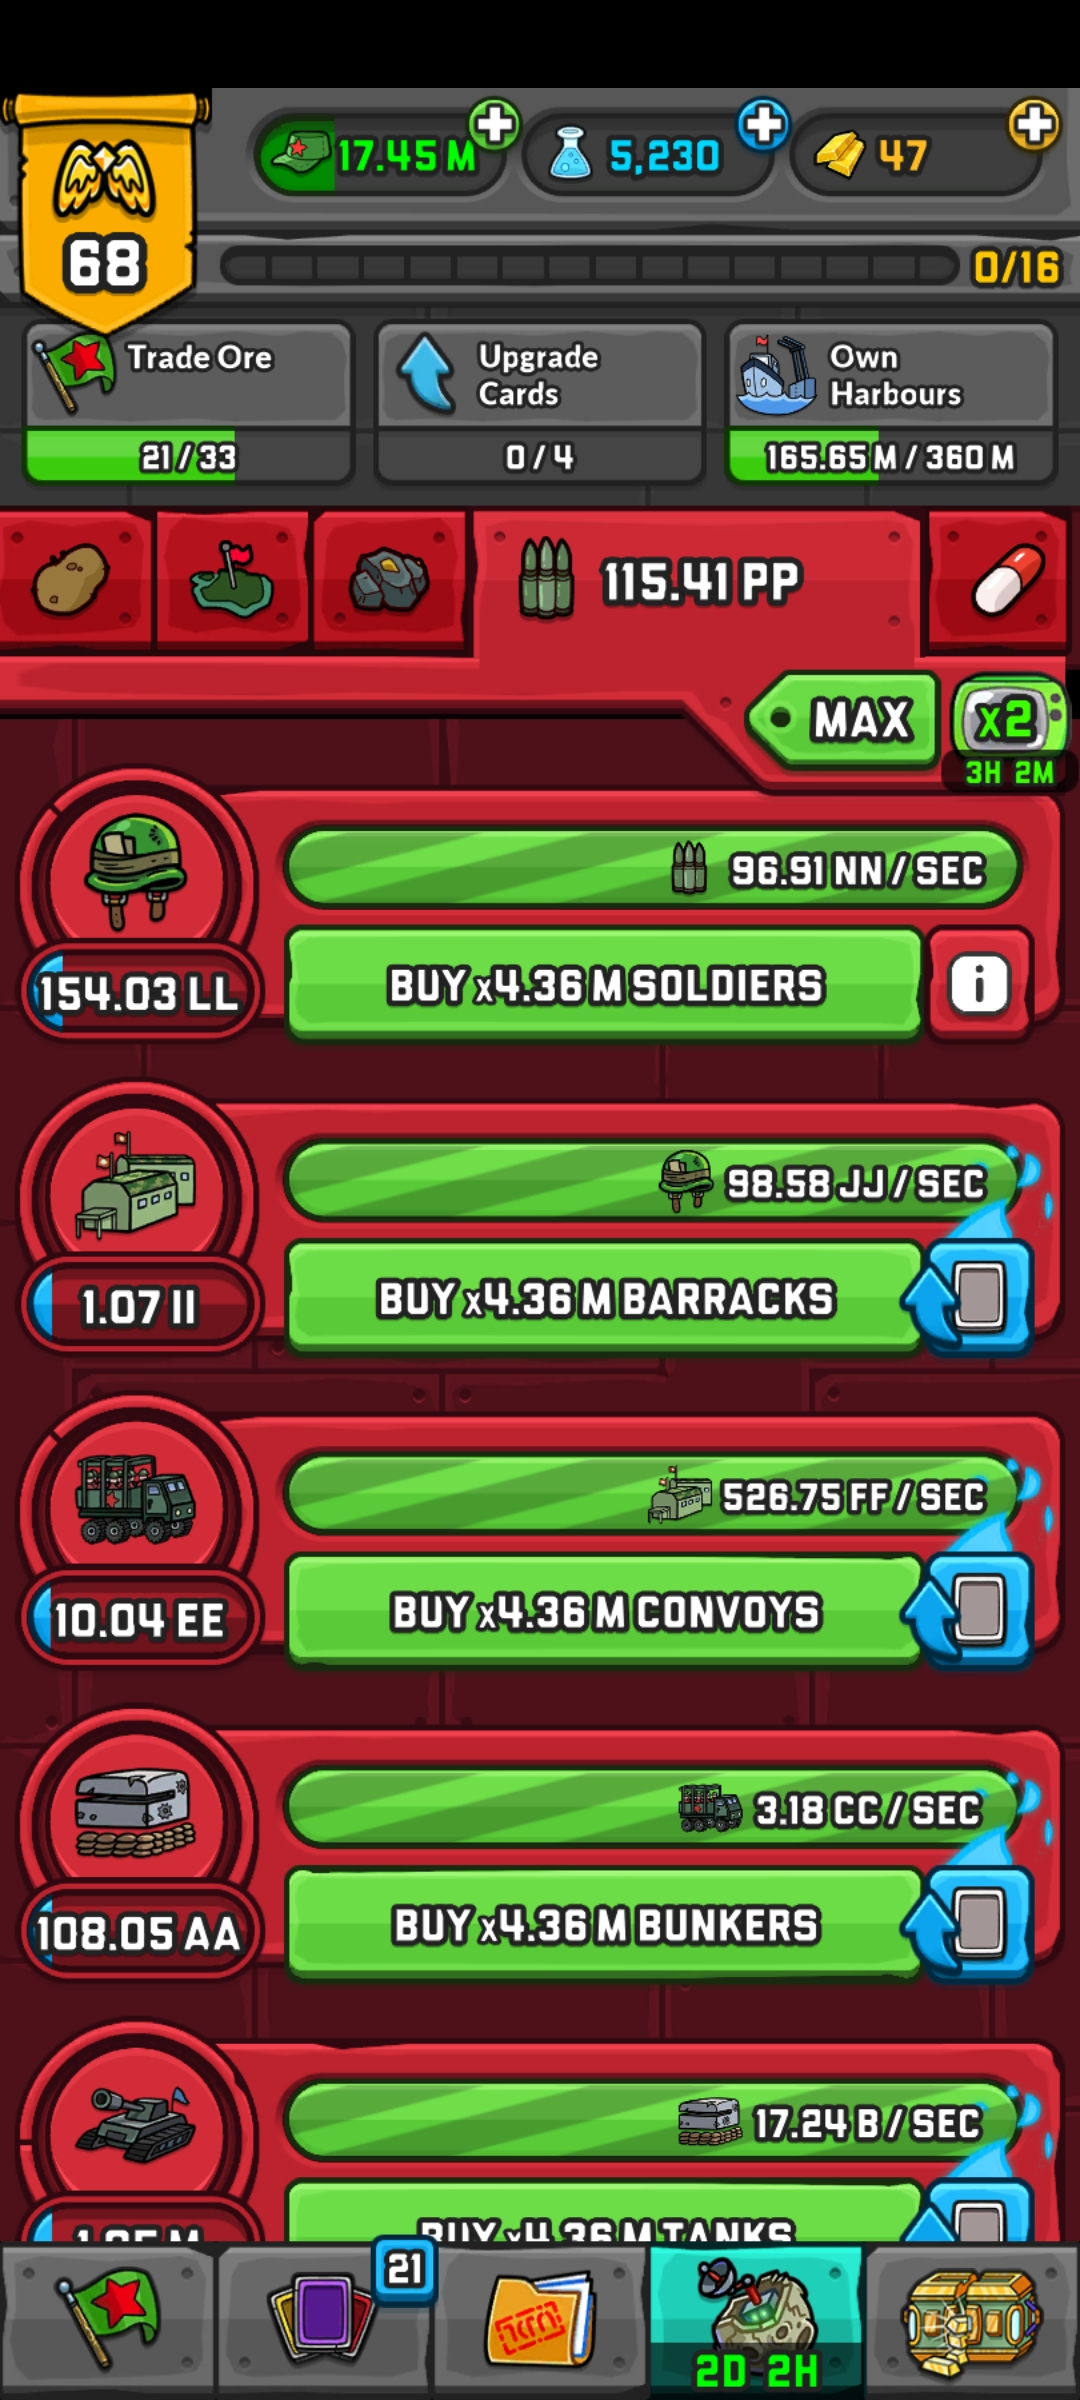 17.45 M
5,230
47
68
0/16
Trade Ore
Upgrade
Cards
Own
Harbours
21 / 33
0 / 4
165.65 M / 360 M
115.41 PP
MAX
x2
3H 2M
96.91 NN / SEC
154.03 LL
BUY x4.36 M SOLDIERS
i
98.58 JJ / SEC
1.07 II
BUY x4.36 M BARRACKS
526.75 FF / SEC
10.04 EE
BUY x4.36 M CONVOYS
3.18 CC / SEC
108.05 AA
BUY x4.36 M BUNKERS
17.24 B / SEC
BUY x4.36 M TANKS
21
2D 2H